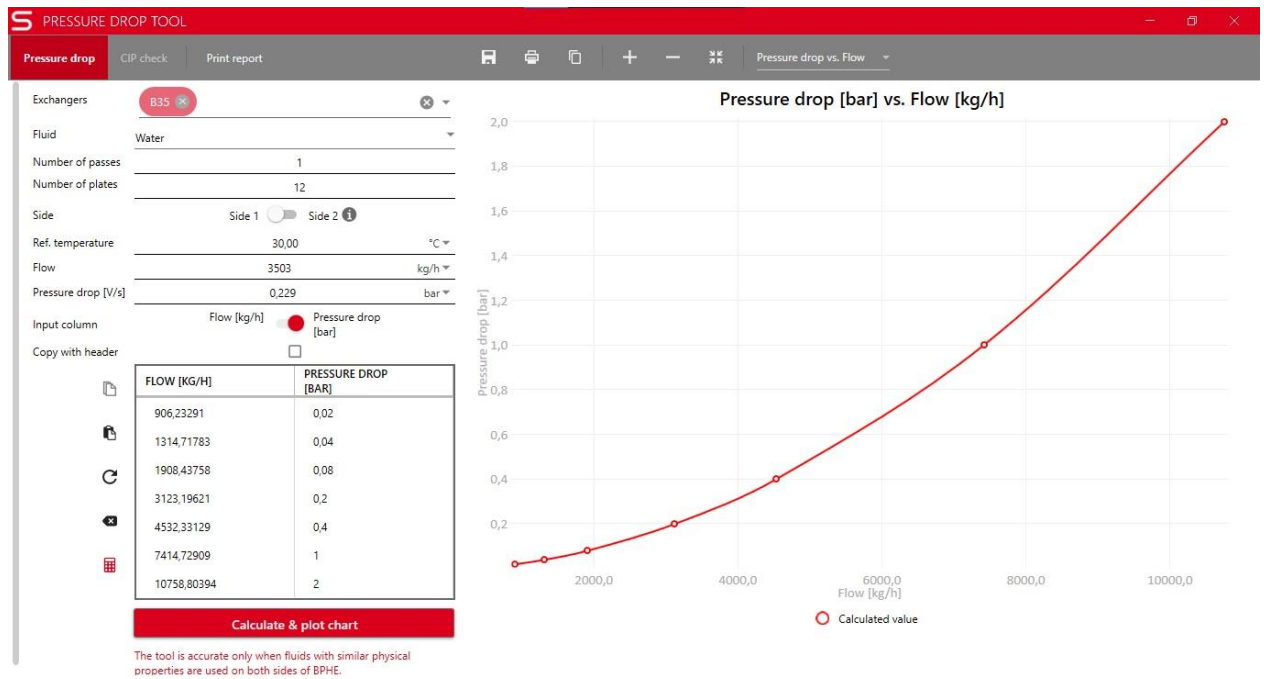 PRESSURE DROP TOOL
Pressure drop CIP check Print report Pressure drop vs. Flow
Exchangers B35
Fluid Water
Number of passes 1
Number of plates 12
Side Side 1 Side 2
Ref. temperature 30,00 °C
Flow 3503 kg/h
Pressure drop [V/s] 0,229 bar
Input column Flow [kg/h] Pressure drop
[bar]
Copy with header
FLOW [KG/H] PRESSURE DROP
[BAR]
906,23291 0,02
1314,71783 0,04
1908,43758 0,08
3123,19621 0,2
4532,33129 0,4
7414,72909 1
10758,80394 2
Calculate & plot chart
The tool is accurate only when fluids with similar physical
properties are used on both sides of BPHE.
Pressure drop [bar] vs. Flow [kg/h]
2,0
1,8
1,6
1,4
1,2
1,0
0,8
0,6
0,4
0,2
Pressure drop [bar]
2000,0 4000,0 6000,0 8000,0 10000,0
Flow [kg/h]
Calculated value